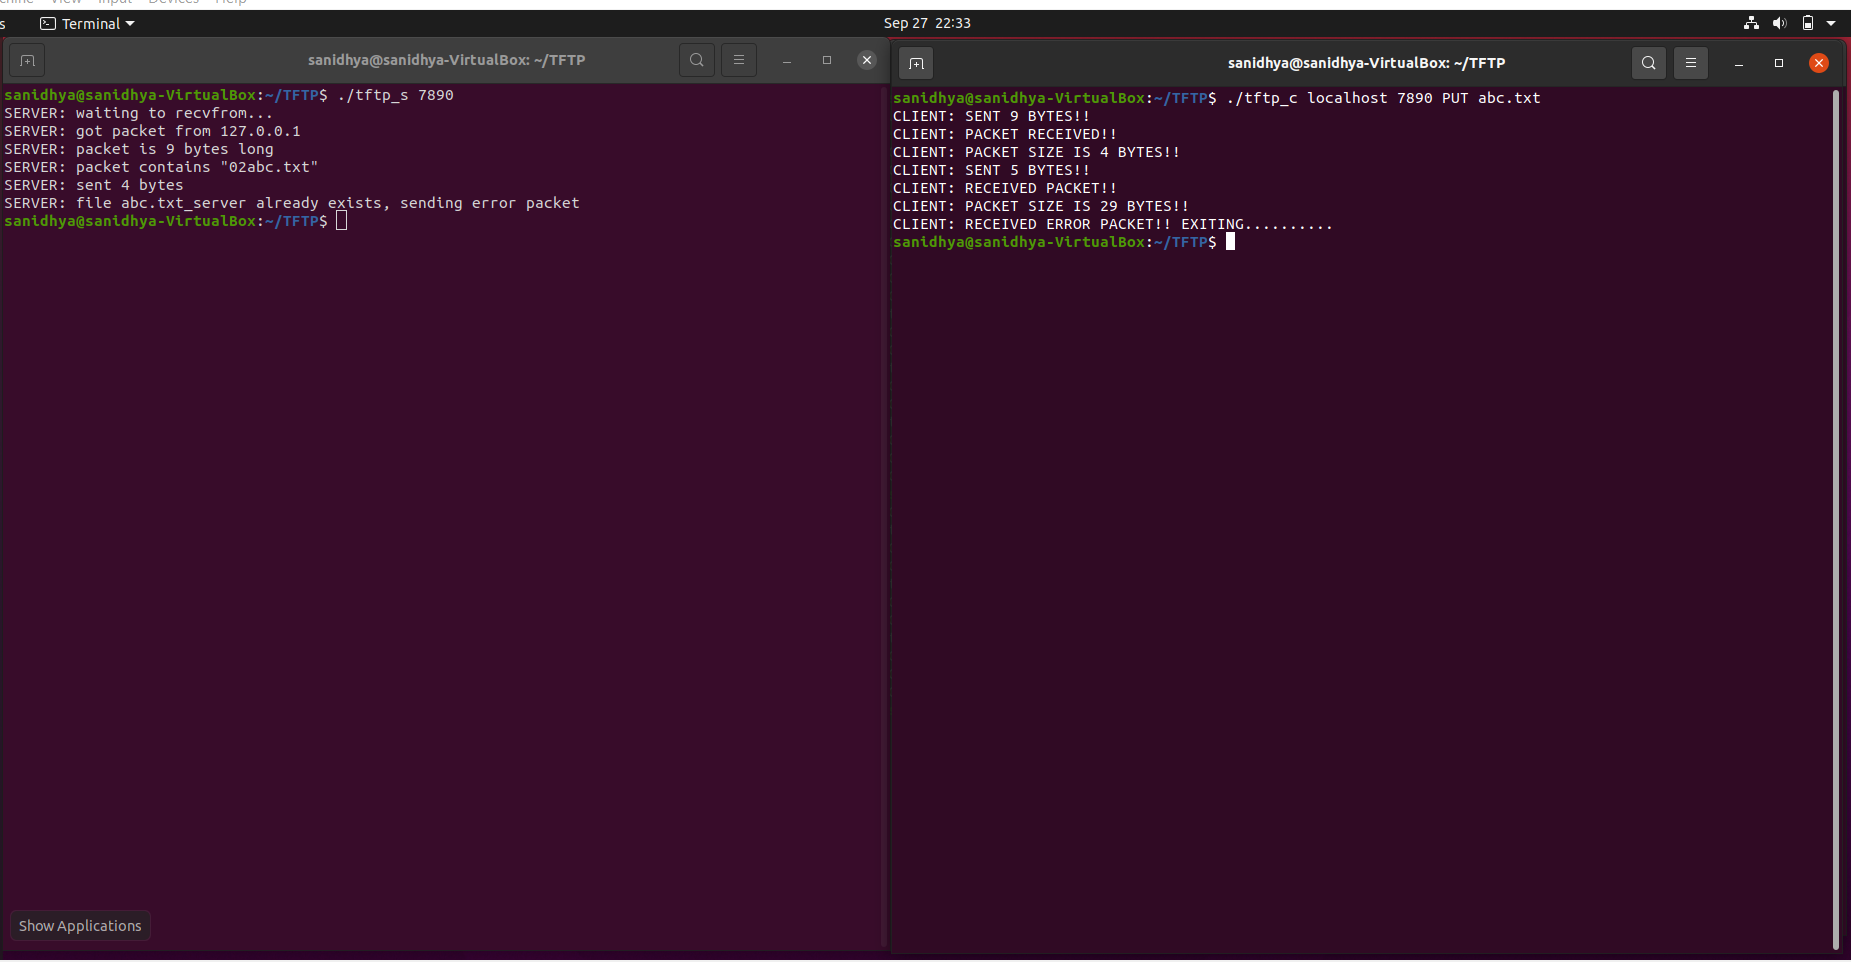 Machine View Input Devices Help
s Terminal Sep 27 22:33
sanidhya@sanidhya-VirtualBox: ~/TFTP
sanidhya@sanidhya-VirtualBox:~/TFTP$ ./tftp_s 7890
SERVER: waiting to recvfrom...
SERVER: got packet from 127.0.0.1
SERVER: packet is 9 bytes long
SERVER: packet contains "02abc.txt"
SERVER: sent 4 bytes
SERVER: file abc.txt_server already exists, sending error packet
sanidhya@sanidhya-VirtualBox:~/TFTP$
Show Applications
sanidhya@sanidhya-VirtualBox: ~/TFTP
sanidhya@sanidhya-VirtualBox:~/TFTP$ ./tftp_c localhost 7890 PUT abc.txt
CLIENT: SENT 9 BYTES!!
CLIENT: PACKET RECEIVED!!
CLIENT: PACKET SIZE IS 4 BYTES!!
CLIENT: SENT 5 BYTES!!
CLIENT: RECEIVED PACKET!!
CLIENT: PACKET SIZE IS 29 BYTES!!
CLIENT: RECEIVED ERROR PACKET!! EXITING..........
sanidhya@sanidhya-VirtualBox:~/TFTP$